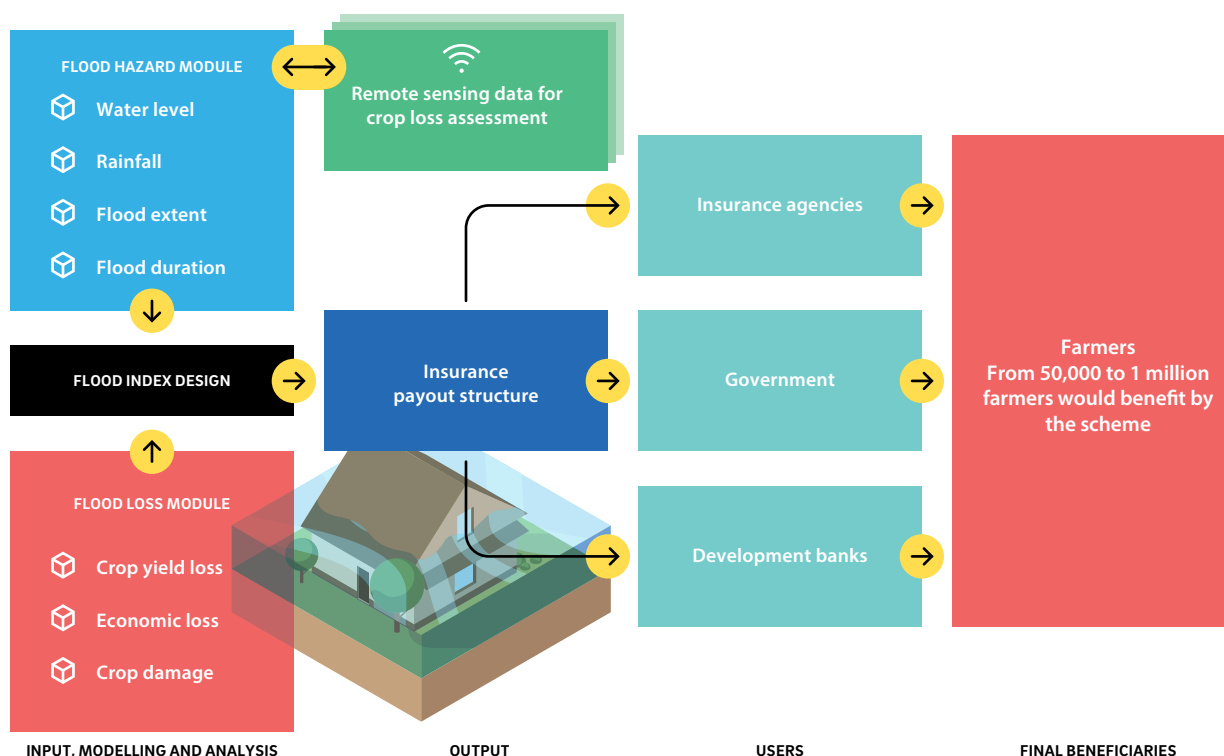 FLOOD HAZARD MODULE
Water level
Rainfall
Flood extent
Flood duration
Remote sensing data for
crop loss assessment
FLOOD INDEX DESIGN
Insurance
payout structure
FLOOD LOSS MODULE
Crop yield loss
Economic loss
Crop damage
Insurance agencies
Government
Development banks
Farmers
From 50,000 to 1 million
farmers would benefit by
the scheme
INPUT, MODELLING AND ANALYSIS
OUTPUT
USERS
FINAL BENEFICIARIES